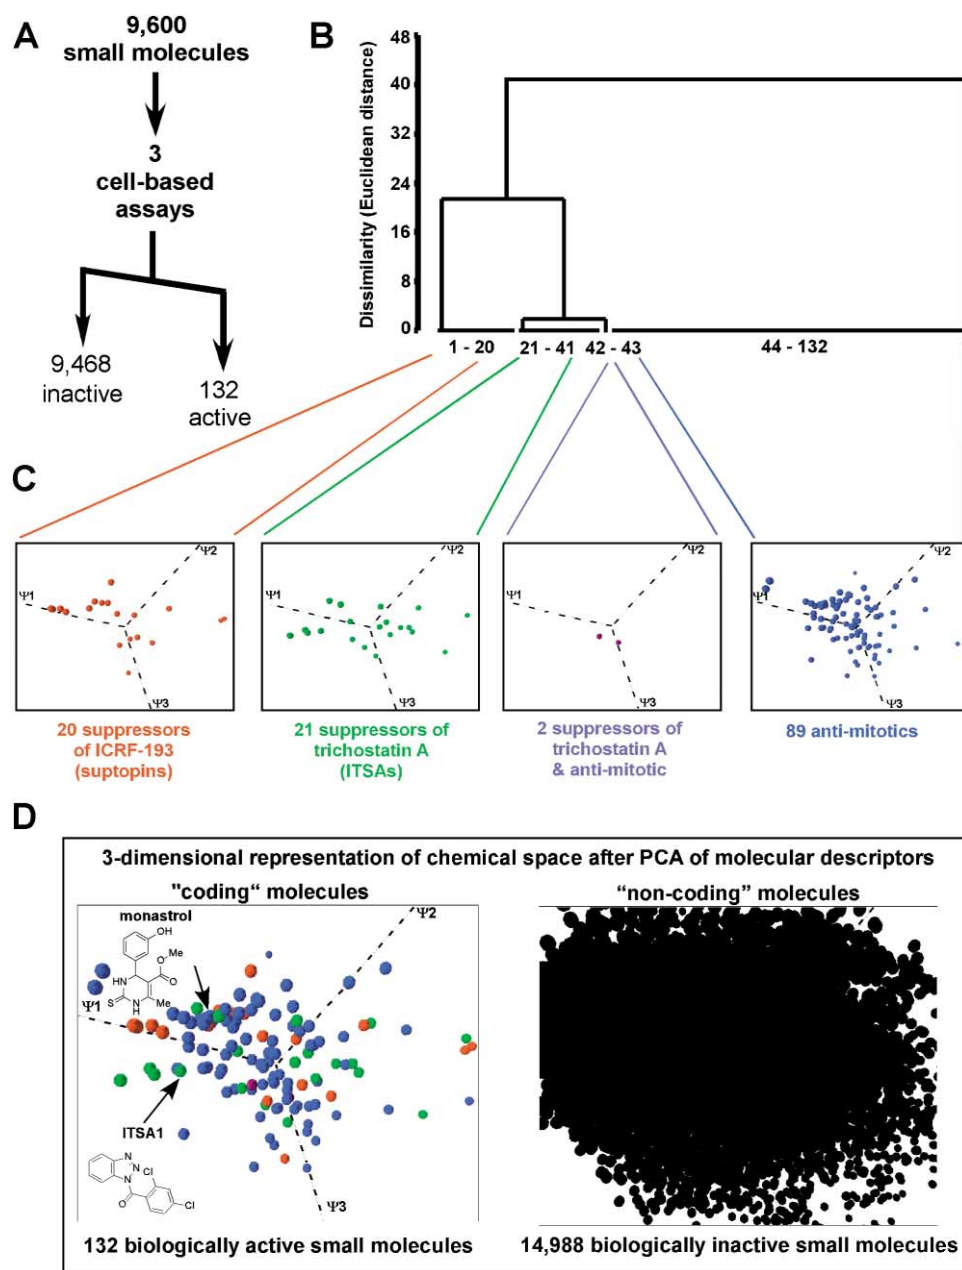 A
9,600
small molecules
3
cell-based
assays
9,468
inactive
132
active
B
Dissimilarity (Euclidean distance)
48
40
32
24
16
8
0
1 - 20
21 - 41
42 - 43
44 - 132
C
Ψ1
Ψ2
Ψ3
20 suppressors
of ICRF-193
(suptopins)
Ψ1
Ψ2
Ψ3
21 suppressors of
trichostatin A
(ITSAs)
Ψ1
Ψ2
Ψ3
2 suppressors of
trichostatin A
& anti-mitotic
Ψ1
Ψ2
Ψ3
89 anti-mitotics
D
3-dimensional representation of chemical space after PCA of molecular descriptors
"coding“ molecules
monastrol
OH
O
Me
O
HN
S
N
H
Me
Ψ1
Ψ2
Ψ3
ITSA1
N
N
N
Cl
O
Cl
132 biologically active small molecules
“non-coding” molecules
14,988 biologically inactive small molecules